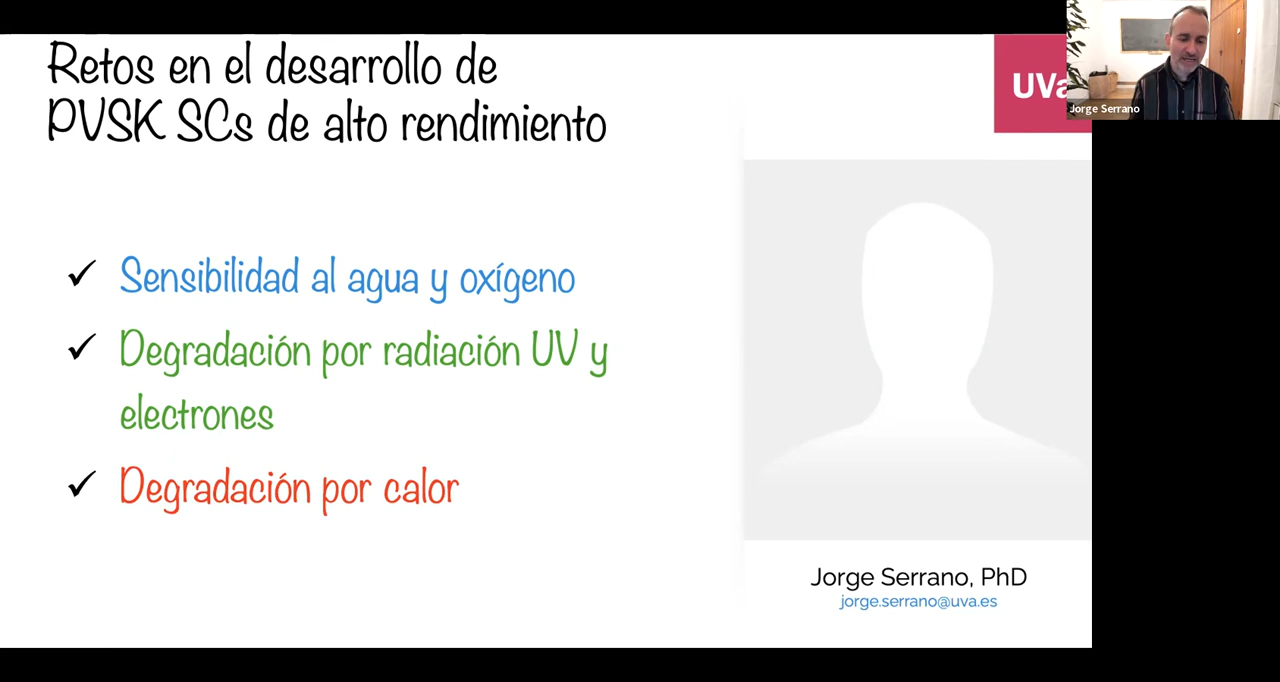 Retos en el desarrollo de
PVSK SCs de alto rendimiento
UVa
Jorge Serrano
✓ Sensibilidad al agua y oxígeno
✓ Degradación por radiación UV y
electrones
✓ Degradación por calor
Jorge Serrano, PhD
jorge.serrano@uva.es